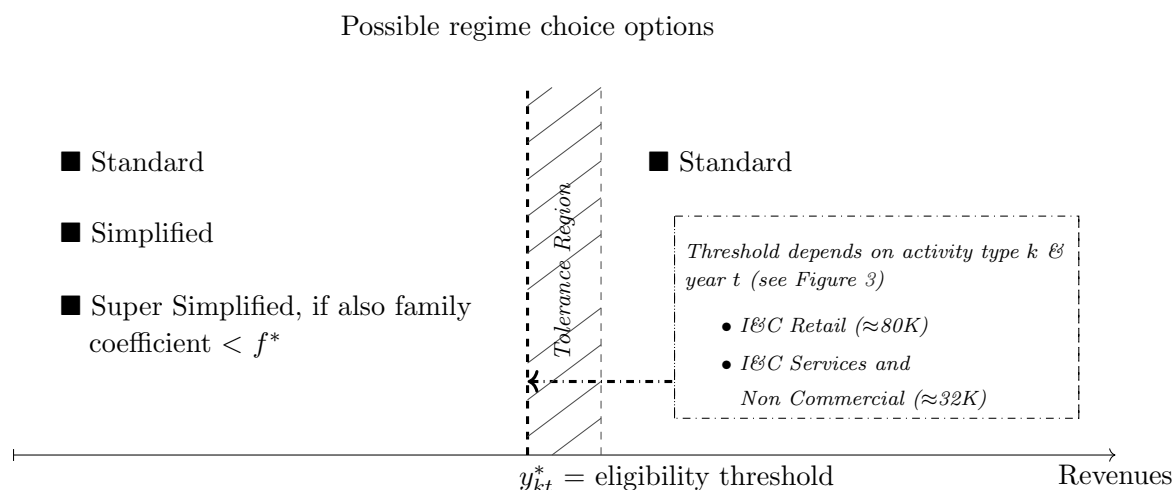 Possible regime choice options
■ Standard
■ Simplified
■ Super Simplified, if also family
coefficient < f*
Tolerance Region
■ Standard
Threshold depends on activity type k &
year t (see Figure 3)
• I&C Retail (≈80K)
• I&C Services and
Non Commercial (≈32K)
y*kt = eligibility threshold
Revenues